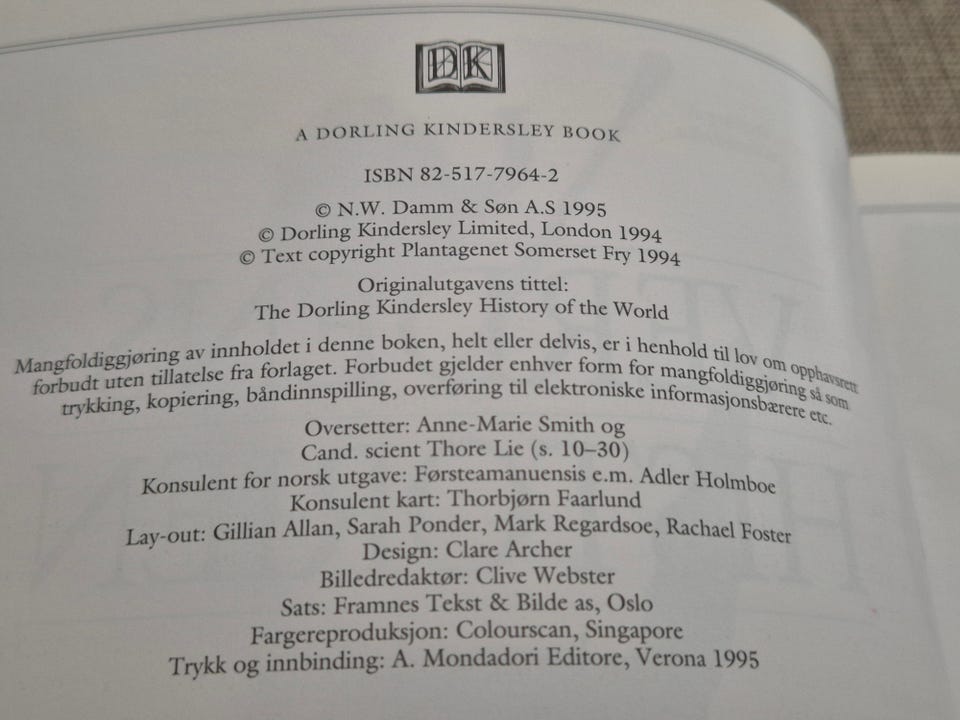 DK
A DORLING KINDERSLEY BOOK
ISBN 82-517-7964-2
© N.W. Damm & Søn A.S 1995
© Dorling Kindersley Limited, London 1994
© Text copyright Plantagenet Somerset Fry 1994
Originalutgavens tittel:
The Dorling Kindersley History of the World
Mangfoldiggjøring av innholdet i denne boken, helt eller delvis, er i henhold til lov om opphavsrett
forbudt uten tillatelse fra forlaget. Forbudet gjelder enhver form for mangfoldiggjøring så som
trykking, kopiering, båndinnspilling, overføring til elektroniske informasjonsbærere etc.
Oversetter: Anne-Marie Smith og
Cand. scient Thore Lie (s. 10–30)
Konsulent for norsk utgave: Førsteamanuensis e.m. Adler Holmboe
Konsulent kart: Thorbjørn Faarlund
Lay-out: Gillian Allan, Sarah Ponder, Mark Regardsoe, Rachael Foster
Design: Clare Archer
Billedredaktør: Clive Webster
Sats: Framnes Tekst & Bilde as, Oslo
Fargereproduksjon: Colourscan, Singapore
Trykk og innbinding: A. Mondadori Editore, Verona 1995